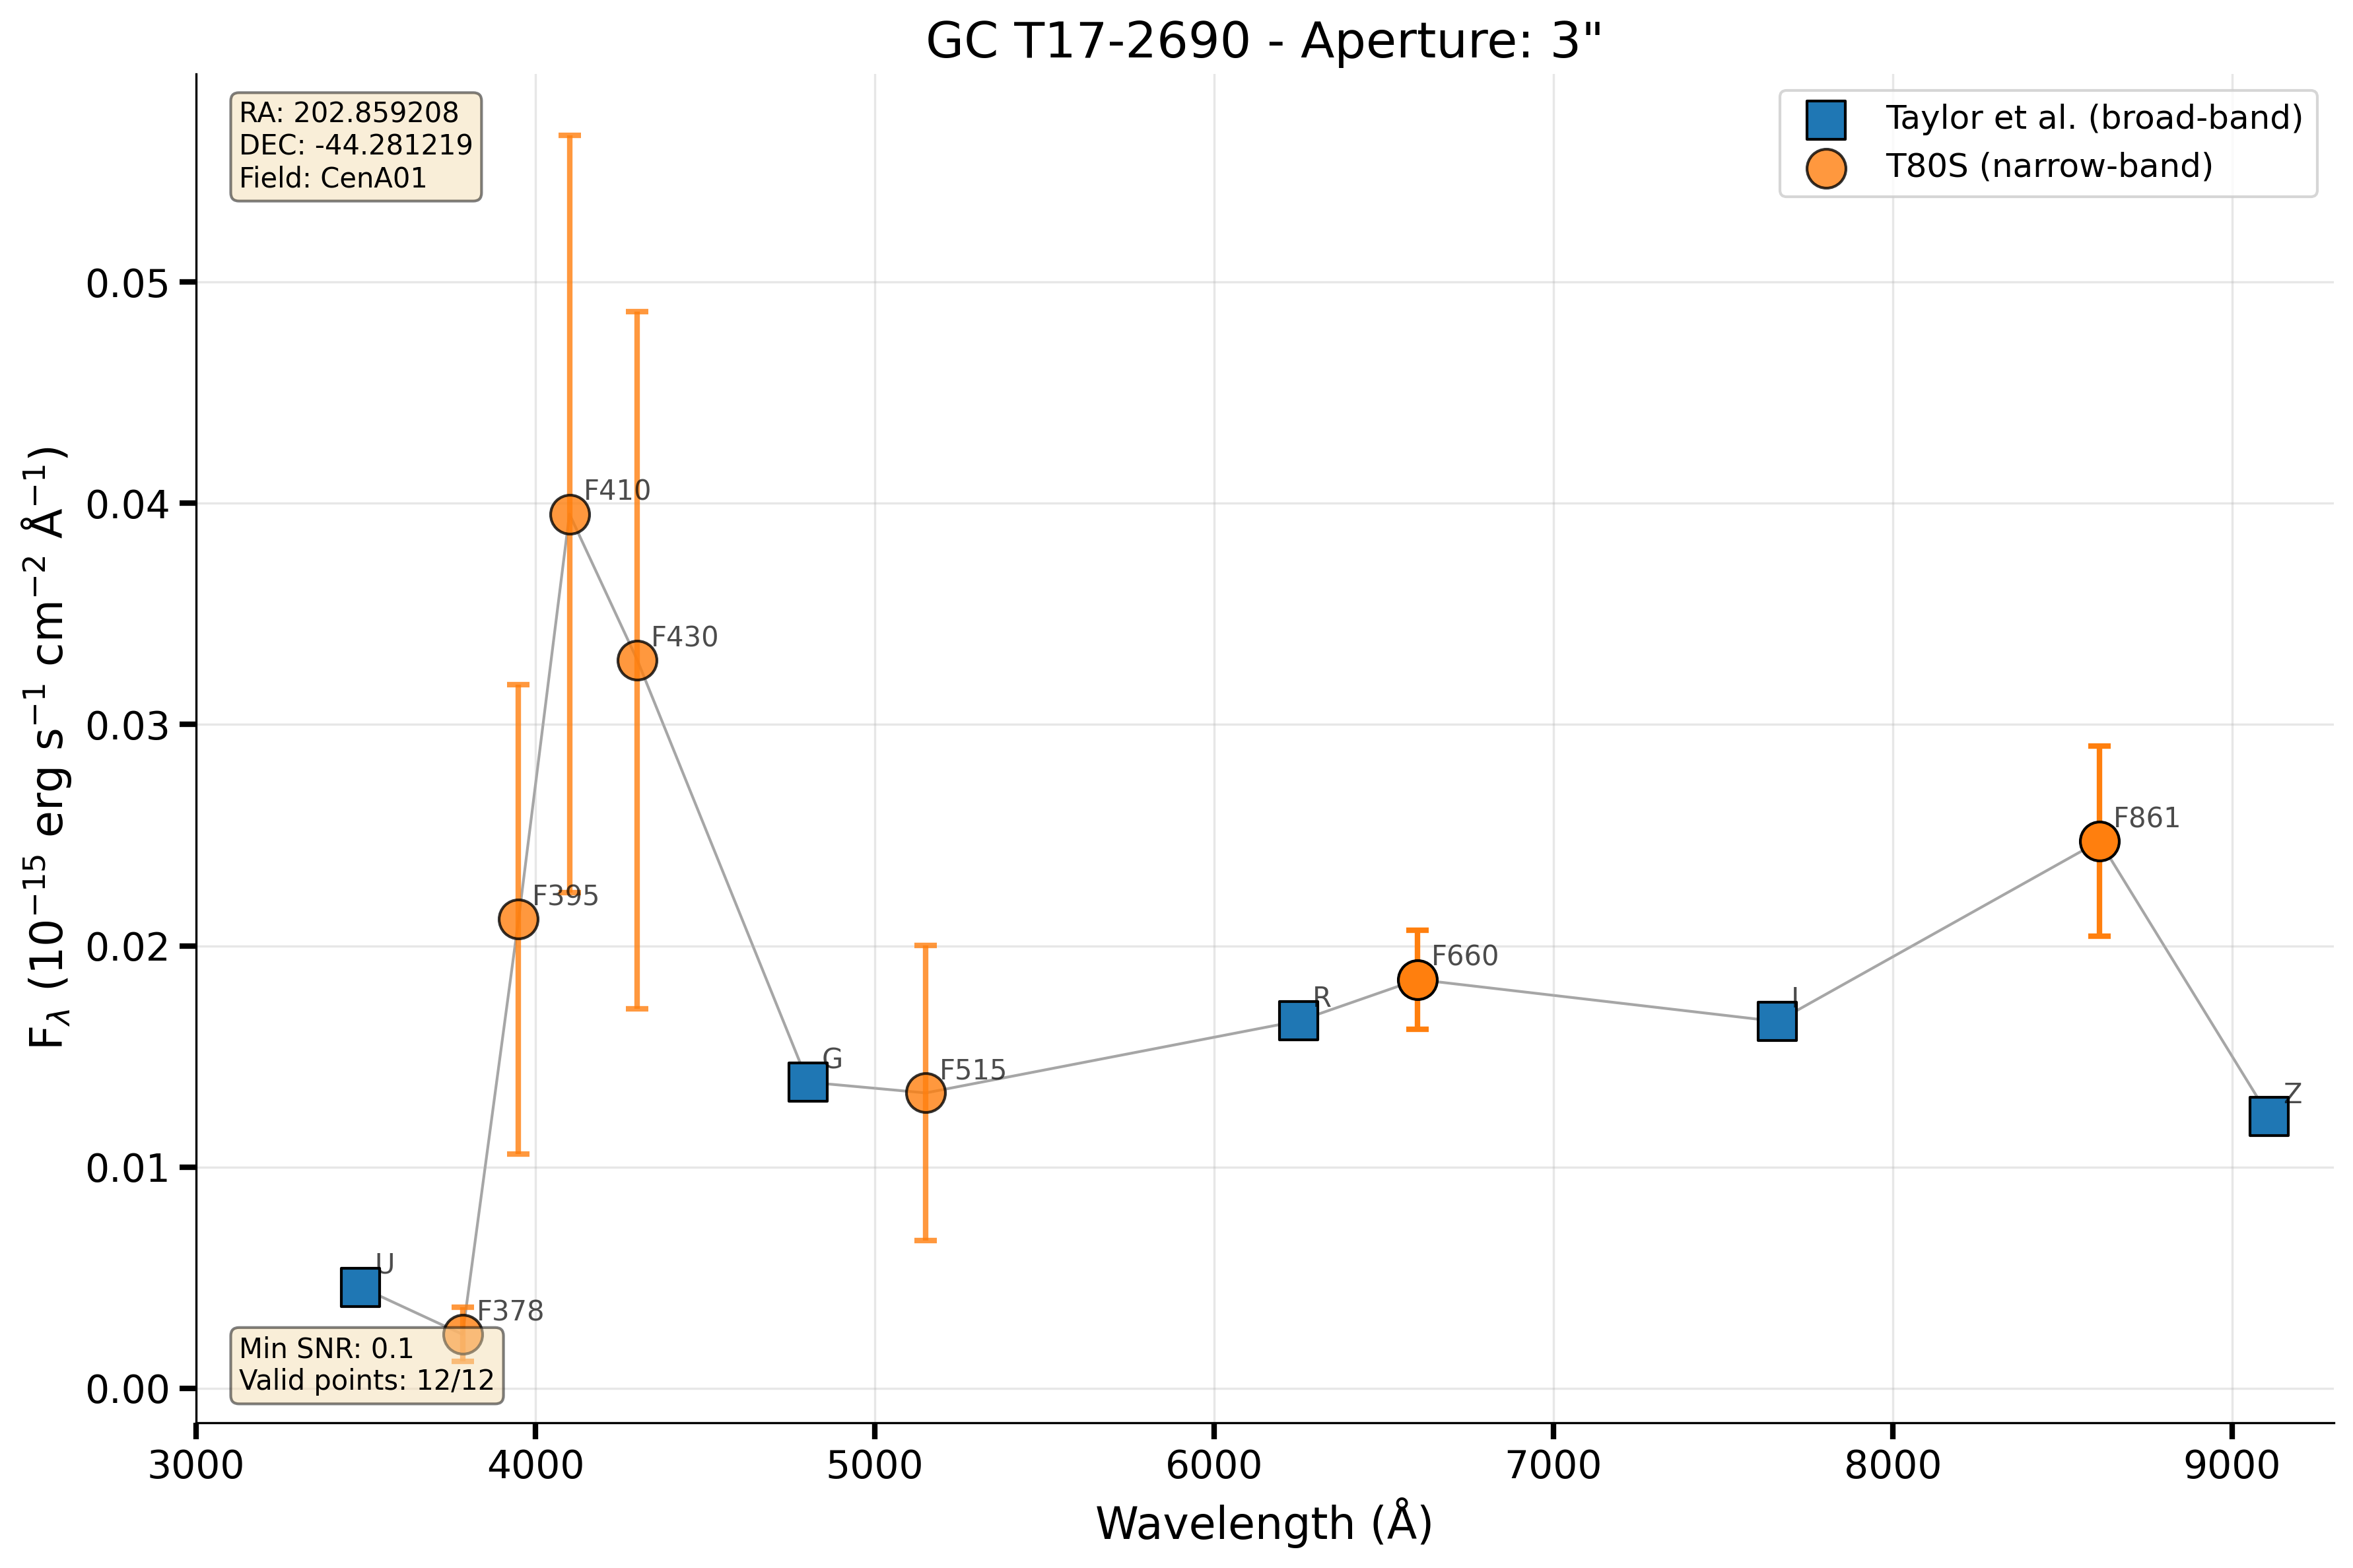 GC T17-2690 - Aperture: 3"
RA: 202.859208
DEC: -44.281219
Field: CenA01
Taylor et al. (broad-band)
T80S (narrow-band)
F$_{\lambda}$ (10$^{-15}$ erg s$^{-1}$ cm$^{-2}$ Å$^{-1}$)
0.05
0.04
0.03
0.02
0.01
0.00
F410
F430
F395
F861
F660
R
I
G
F515
Z
U
F378
Min SNR: 0.1
Valid points: 12/12
3000
4000
5000
6000
7000
8000
9000
Wavelength (Å)